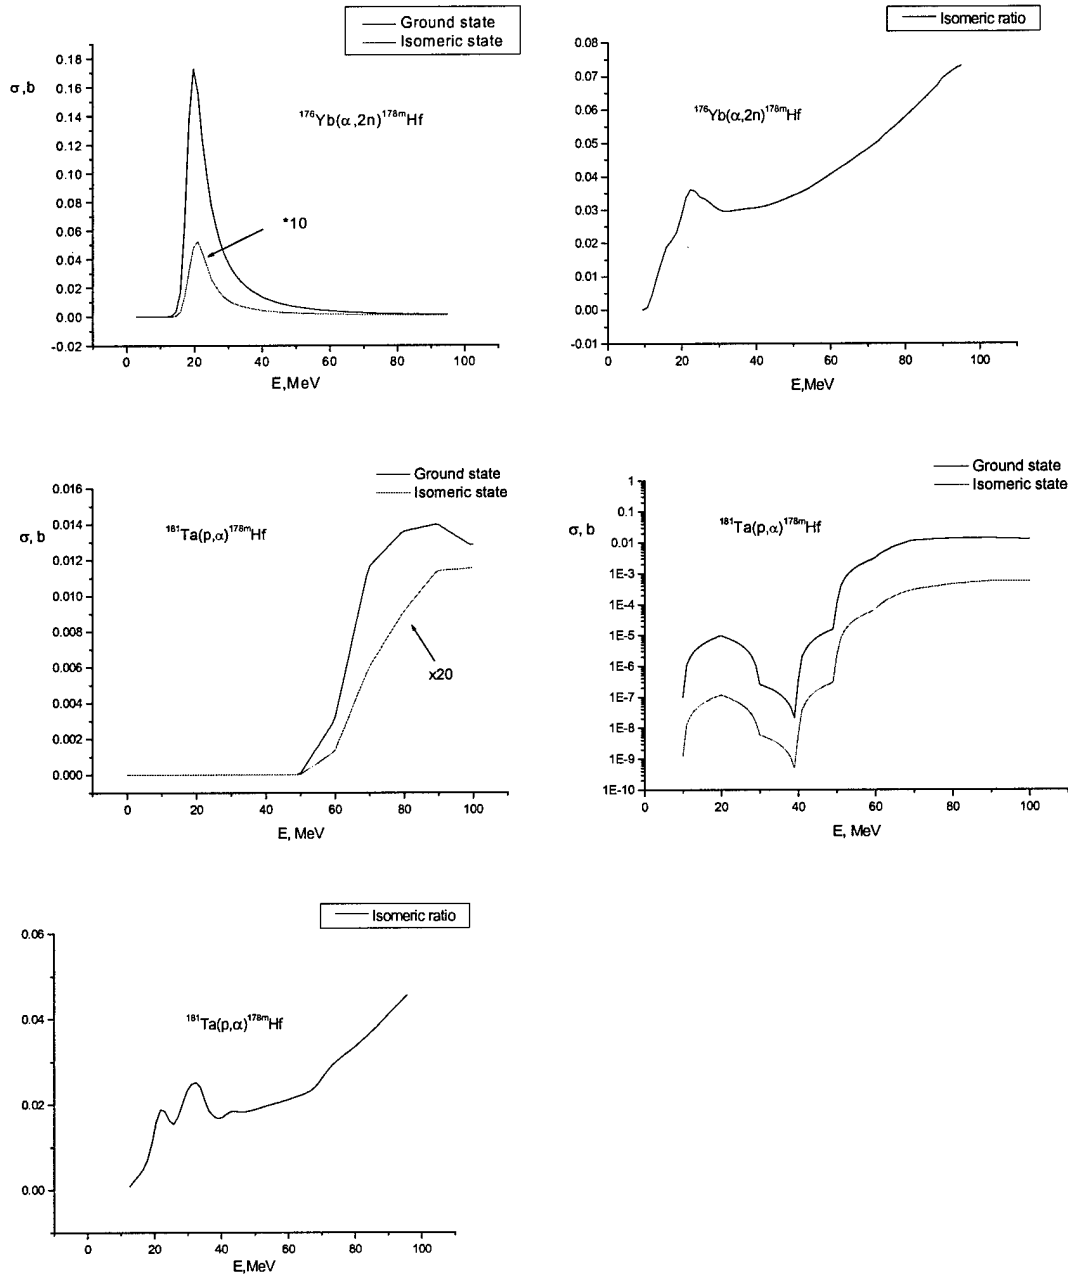 Ground state
Isomeric state
0.18
0.16
0.14
0.12
0.10
0.08
0.06
0.04
0.02
0.00
-0.02
σ,b
¹⁷⁶Yb(α,2n)¹⁷⁸ᵐHf
*10
0 20 40 60 80 100
E,MeV
Isomeric ratio
0.08
0.07
0.06
0.05
0.04
0.03
0.02
0.01
0.00
-0.01
¹⁷⁶Yb(α,2n)¹⁷⁸ᵐHf
0 20 40 60 80 100
E,MeV
Ground state
Isomeric state
0.016
0.014
0.012
0.010
0.008
0.006
0.004
0.002
0.000
σ, b
¹⁸¹Ta(p,α)¹⁷⁸ᵐHf
x20
0 20 40 60 80 100
E, MeV
Ground state
Isomeric state
1
0.1
0.01
1E-3
1E-4
1E-5
1E-6
1E-7
1E-8
1E-9
1E-10
σ, b
¹⁸¹Ta(p,α)¹⁷⁸ᵐHf
0 20 40 60 80 100
E, MeV
Isomeric ratio
0.06
0.04
0.02
0.00
¹⁸¹Ta(p,α)¹⁷⁸ᵐHf
0 20 40 60 80 100
E,MeV